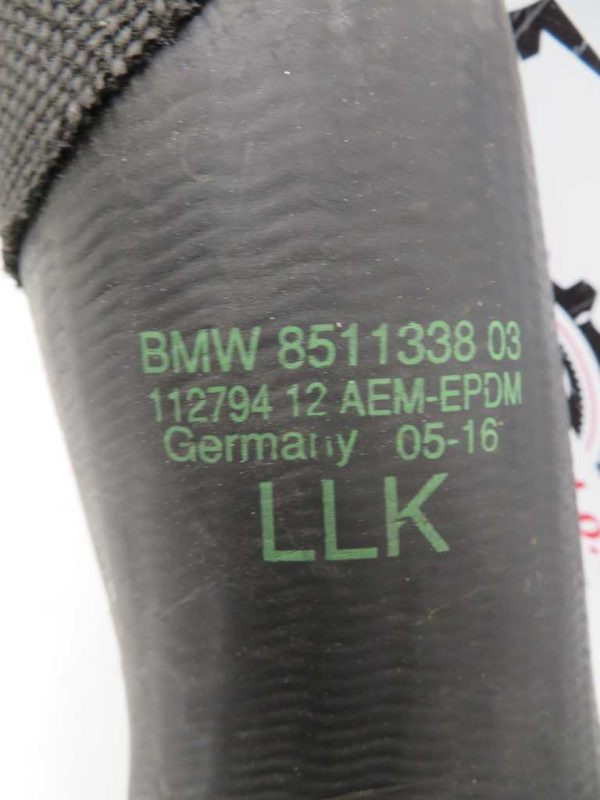 BMW 8511338 03
112794 12 AEM-EPDM
Germany 05-16
LLK